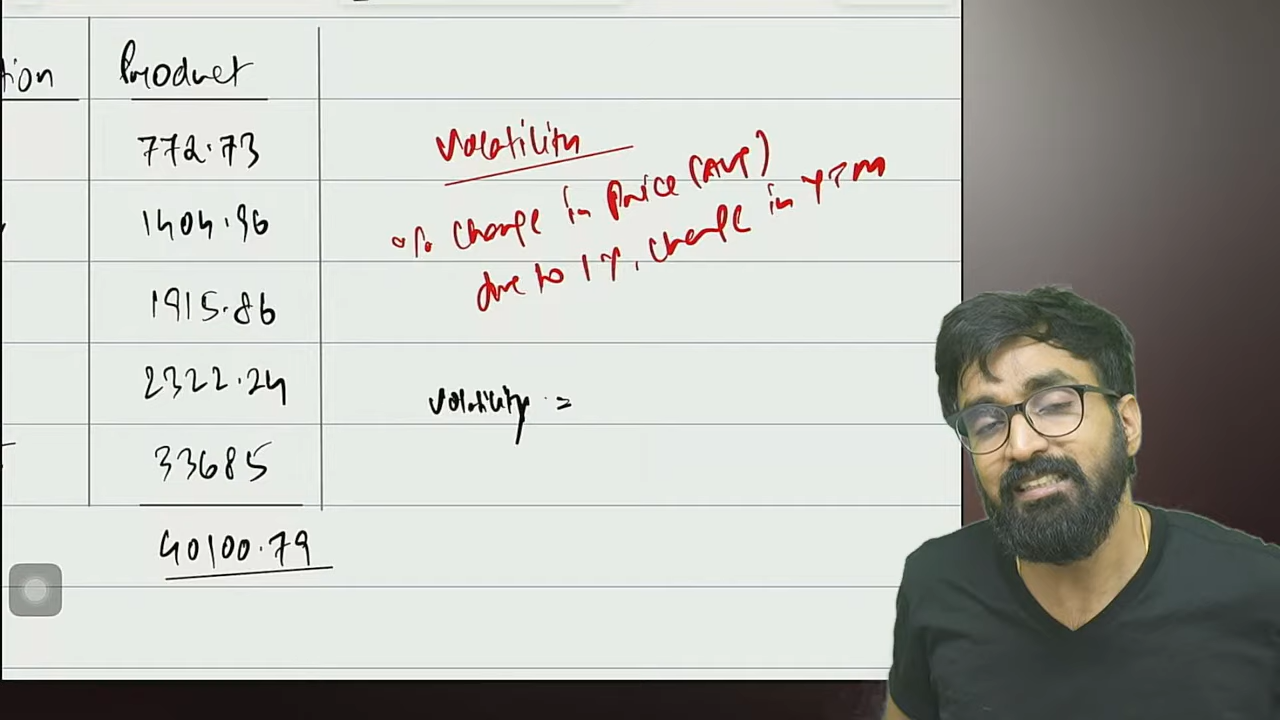 tion Product
772.73
1404.96
1915.86
2322.24
33685
40100.79
Volatility
% change in Price (AVG)
due to 1%. change in YTM
Volatility =